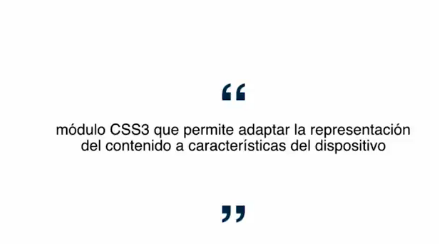 “
módulo CSS3 que permite adaptar la representación
del contenido a características del dispositivo
”